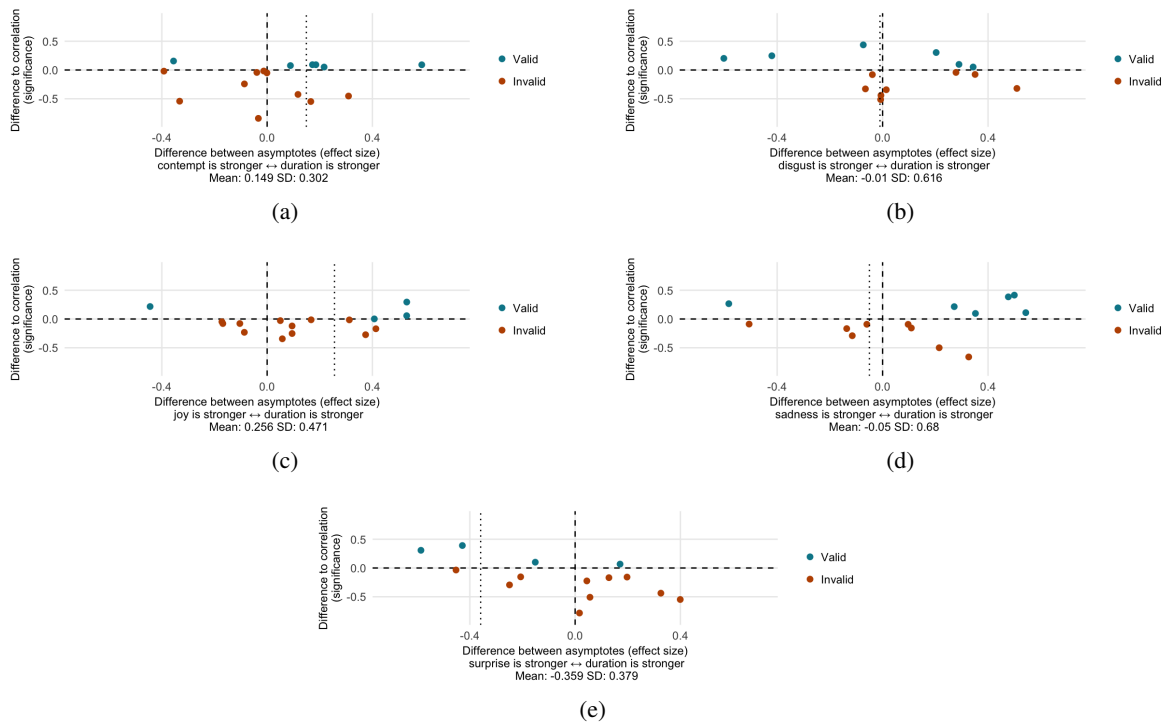 Difference to correlation
(significance)
0.5
0.0
-0.5
-0.4
0.0
0.4
Difference between asymptotes (effect size)
contempt is stronger ↔ duration is stronger
Mean: 0.149 SD: 0.302
Valid
Invalid
(a)
Difference to correlation
(significance)
0.5
0.0
-0.5
-0.4
0.0
0.4
Difference between asymptotes (effect size)
disgust is stronger ↔ duration is stronger
Mean: -0.01 SD: 0.616
Valid
Invalid
(b)
Difference to correlation
(significance)
0.5
0.0
-0.5
-0.4
0.0
0.4
Difference between asymptotes (effect size)
joy is stronger ↔ duration is stronger
Mean: 0.256 SD: 0.471
Valid
Invalid
(c)
Difference to correlation
(significance)
0.5
0.0
-0.5
-0.4
0.0
0.4
Difference between asymptotes (effect size)
sadness is stronger ↔ duration is stronger
Mean: -0.05 SD: 0.68
Valid
Invalid
(d)
Difference to correlation
(significance)
0.5
0.0
-0.5
-0.4
0.0
0.4
Difference between asymptotes (effect size)
surprise is stronger ↔ duration is stronger
Mean: -0.359 SD: 0.379
Valid
Invalid
(e)